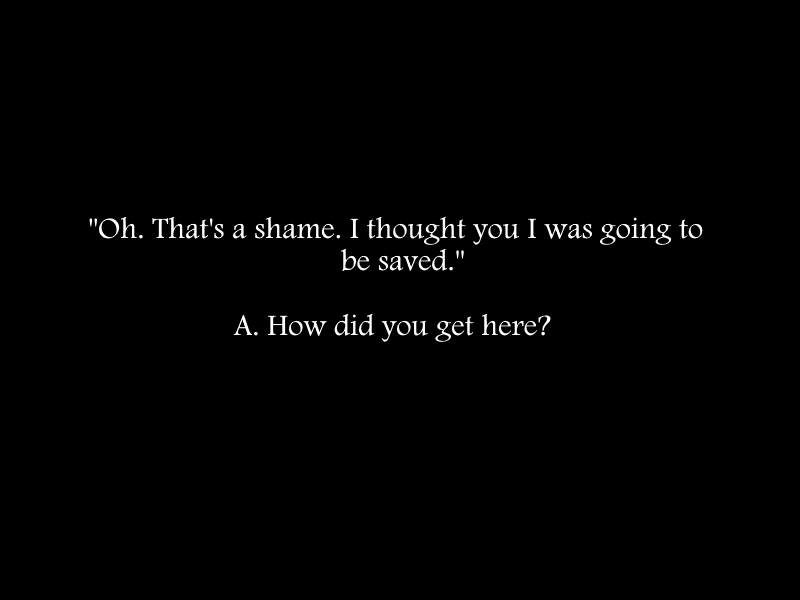 "Oh. That's a shame. I thought you I was going to
be saved."
A. How did you get here?